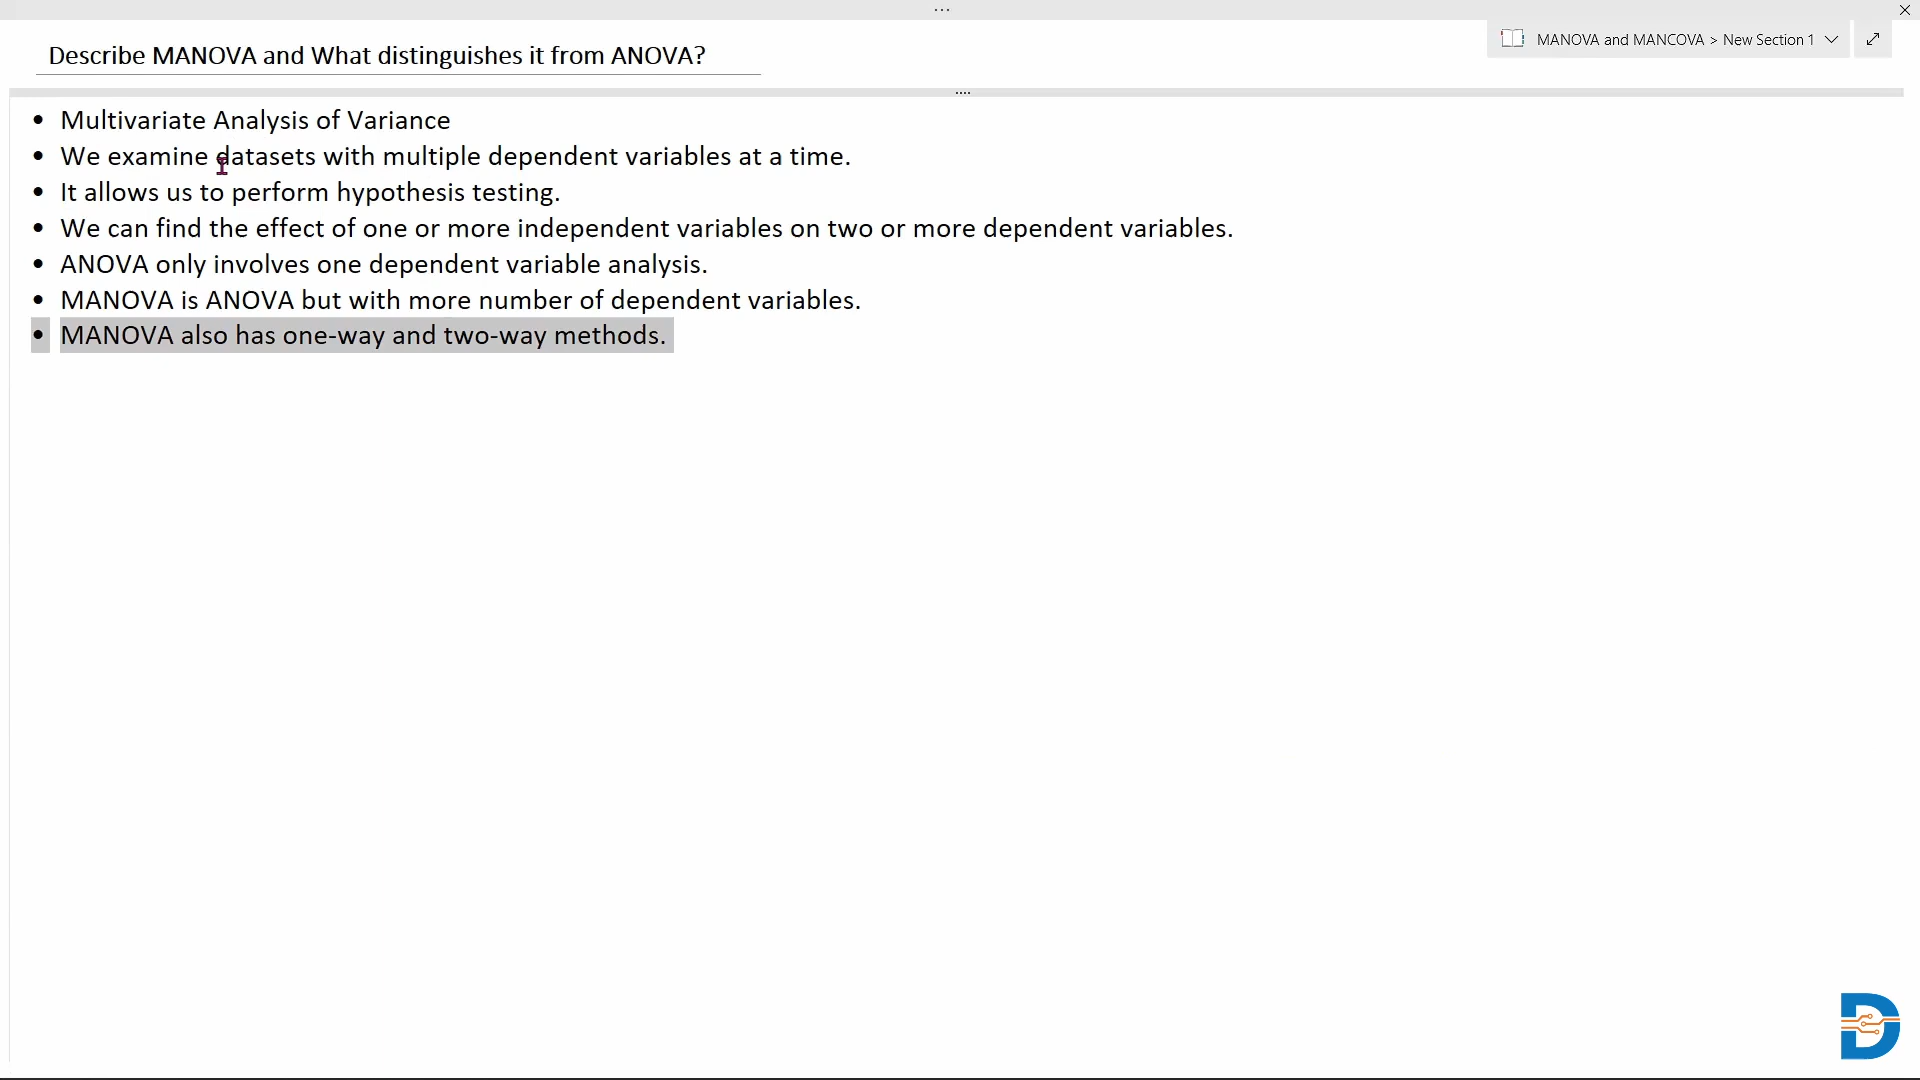 MANOVA and MANCOVA > New Section 1
Describe MANOVA and What distinguishes it from ANOVA?
• Multivariate Analysis of Variance
• We examine datasets with multiple dependent variables at a time.
• It allows us to perform hypothesis testing.
• We can find the effect of one or more independent variables on two or more dependent variables.
• ANOVA only involves one dependent variable analysis.
• MANOVA is ANOVA but with more number of dependent variables.
• MANOVA also has one-way and two-way methods.